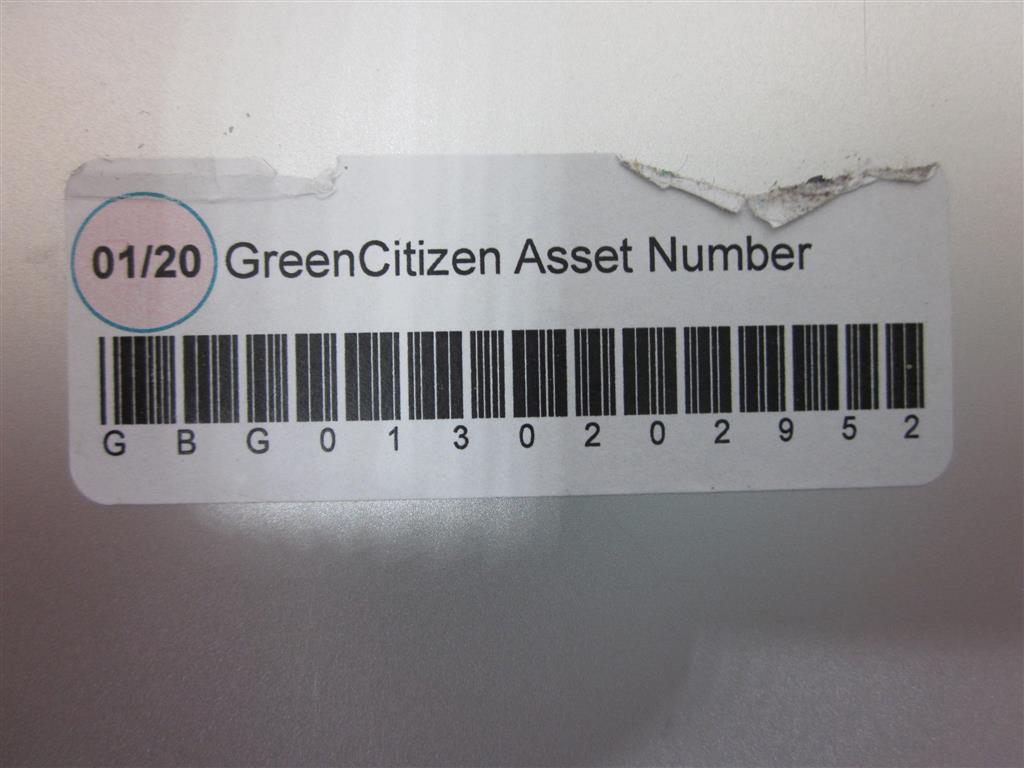 01/20 GreenCitizen Asset Number
G B G 0 1 3 0 2 0 2 9 5 2